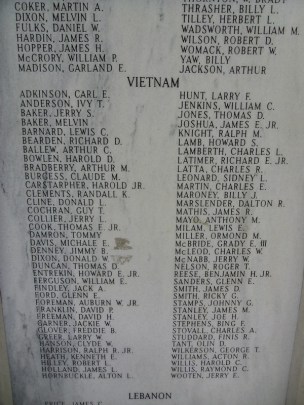 COKER, MARTIN A.
DIXON, MELVIN L.
FULKS, DANIEL W.
HARDIN, JAMES R.
HOPPER, JAMES H.
McCRORY, WILLIAM P.
MADISON, GARLAND E.
THRASHER, BILLY L.
TILLEY, HERBERT L.
WADSWORTH, WILLIAM M.
WILSON, ROBERT D.
WOMACK, ROBERT W.
YAW, BILLY
JACKSON, ARTHUR
VIETNAM
ADKINSON, CARL E.
ANDERSON, IVY T.
BAKER, JERRY S.
BAKER, MELVIN
BARNARD, LEWIS C.
BEARDEN, RICHARD D.
BALLEW, ARTHUR C.
BOWLEN, HAROLD D.
BRADBERRY, ARTHUR M.
BURGESS, CLAUDE M.
CARSTARPHEN, HAROLD JR.
CLEMENTS, RANDALL K.
CLINE, DONALD L.
COCHRAN, GUY T.
COLLIER, JERRY L.
COOK, THOMAS E. JR.
DAMRON, TOMMY
DAVIS, MICHALE E.
DENNEY, JIMMY B.
DIXON, DONALD W.
DUNCAN, THOMAS D.
ENTREKIN, HOWARD E. JR.
FERGUSON, WILLIAM E.
FINDLEY, JACK A.
FORD, GLENN E.
FOREMAN, AUBURN W. JR.
FRANKLIN, DAVID P.
FREEMAN, DAVID H.
GARNER, JACKIE W.
GLOVER, FREDDIE B.
GREER, LARRY W.
HANSON, CLYDE W.
HARRISON, RALPH R. JR.
HEATH, KENNETH E.
HILLEY, ROBERT L.
HOLLAND, JAMES L.
HORNBUCKLE, ALTON L.
HUNT, LARRY F.
JENKINS, WILLIAM C.
JONES, THOMAS D.
JOSHUA, JAMES E. JR.
KNIGHT, RALPH M.
LAMB, HOWARD S.
LAMBERTH, CHARLES L.
LATIMER, RICHARD E. JR.
LATTA, CHARLES R.
LEONARD, SIDNEY L.
MARTIN, CHARLES E.
MARONEY, BILLY J.
MARSLENDER, DALTON R.
MATHIS, JAMES R.
MAYO, ANTHONY M.
MILAM, LEWIS E.
MILLER, ORMOND M.
McBRIDE, GRADY E. III
McLEOD, CHARLES W.
McNABB, JERRY W.
NELSON, ROGER T.
REESE, BENJAMIN H. JR.
SANDERS, GLENN E.
SMITH, JAMES D.
SMITH, RICKY G.
STAMPS, JOHNNY G.
STANLEY, JAMES M.
STANLEY, JOE H.
STEPHENS, BING F.
STOVALL, CHARLES A.
STUDDARD, FINIS R.
TANT, OLIN D.
WILKERSON, GEORGE T.
WILLIAMS, ACTON R.
WILLIS, HAROLD C.
WILLIS, RAYMOND C.
WOOTEN, JERRY E.
LEBANON